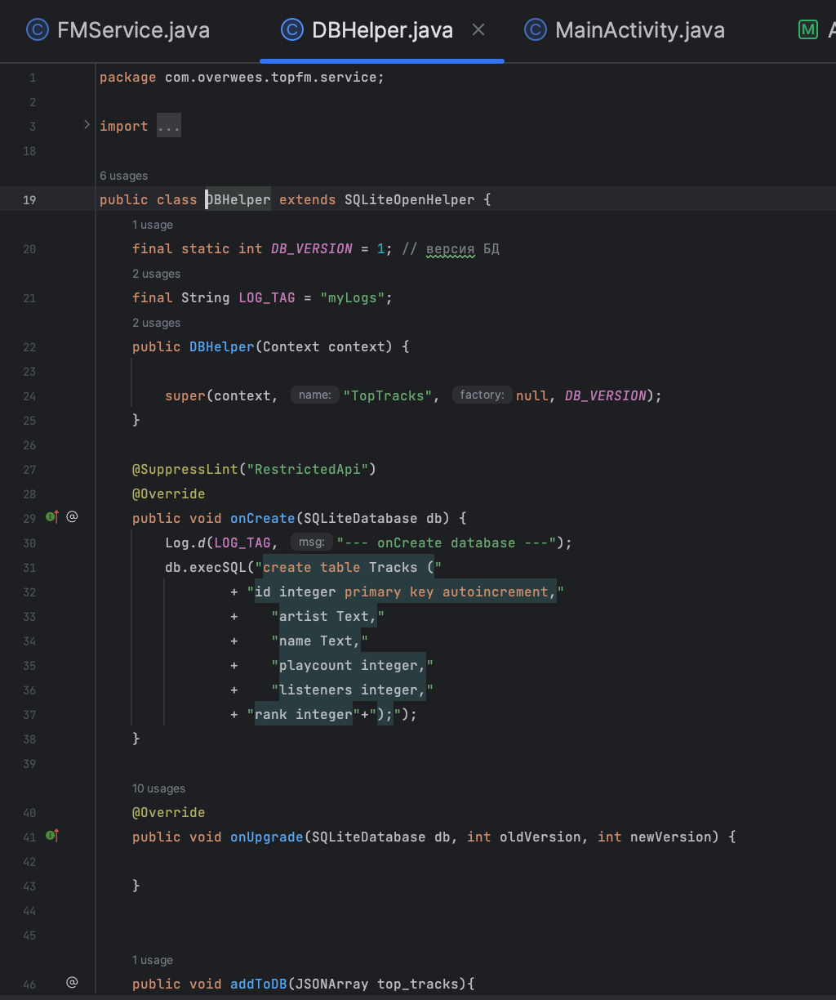 FMService.java DBHelper.java MainActivity.java M A
1 package com.overwees.topfm.service;
2
3 import ...
18
6 usages
19 public class DBHelper extends SQLiteOpenHelper {
1 usage
20 final static int DB_VERSION = 1; // версия БД
2 usages
21 final String LOG_TAG = "myLogs";
2 usages
22 public DBHelper(Context context) {
23
24 super(context, name: "TopTracks", factory: null, DB_VERSION);
25 }
26
27 @SuppressLint("RestrictedApi")
28 @Override
29 @ public void onCreate(SQLiteDatabase db) {
30 Log.d(LOG_TAG, msg: "--- onCreate database ---");
31 db.execSQL("create table Tracks ("
32 + "id integer primary key autoincrement,"
33 + "artist Text,"
34 + "name Text,"
35 + "playcount integer,"
36 + "listeners integer,"
37 + "rank integer"+");");
38 }
39
10 usages
40 @Override
41 public void onUpgrade(SQLiteDatabase db, int oldVersion, int newVersion) {
42
43 }
44
45
1 usage
46 @ public void addToDB(JSONArray top_tracks){